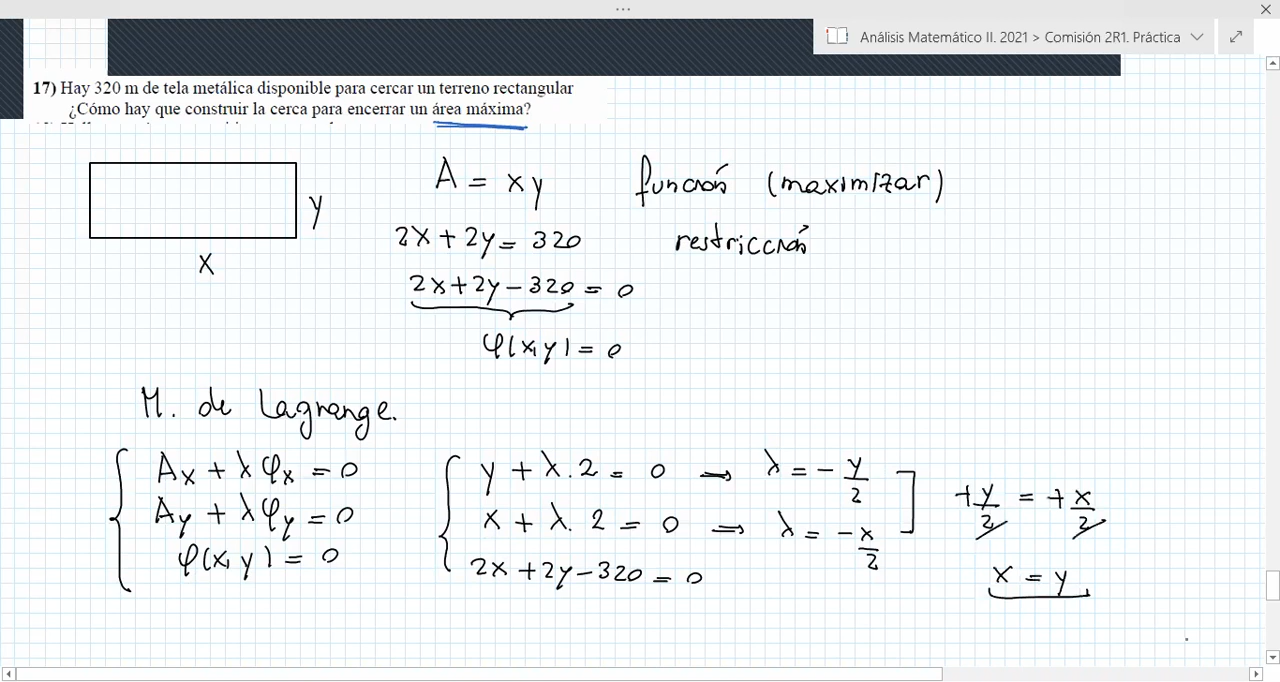 Análisis Matemático II. 2021 > Comisión 2R1. Práctica
17) Hay 320 m de tela metálica disponible para cercar un terreno rectangular
¿Cómo hay que construir la cerca para encerrar un área máxima?
A = xy función (maximizar)
y
2x + 2y = 320 restriccción
x
2x + 2y − 320 = 0
φ(x,y) = 0
M. de Lagrange.
Ax + λφx = 0
Ay + λφy = 0
φ(x,y) = 0
y + λ.2 = 0 → λ = − y/2
x + λ.2 = 0 ⇒ λ = − x/2
2x + 2y − 320 = 0
+ y/2 = + x/2
x = y